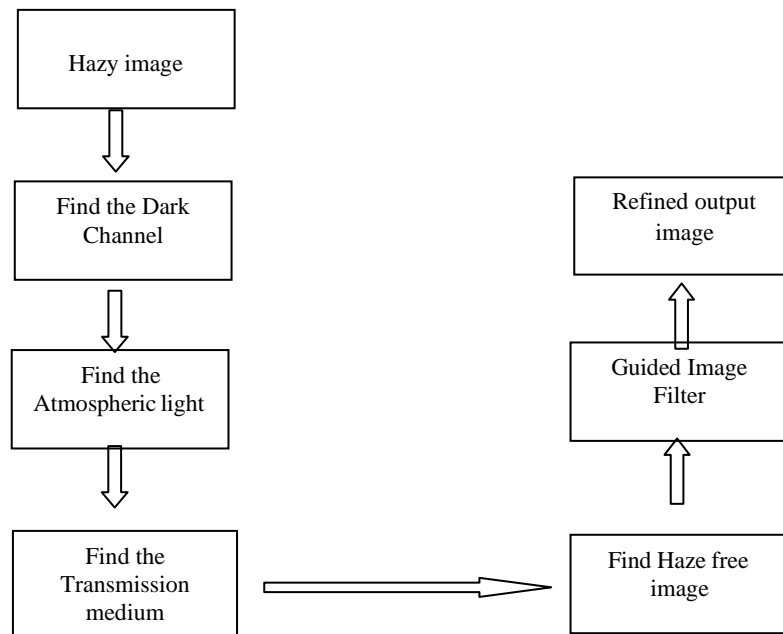 Hazy image
Find the Dark
Channel
Find the
Atmospheric light
Find the
Transmission
medium
Find Haze free
image
Guided Image
Filter
Refined output
image